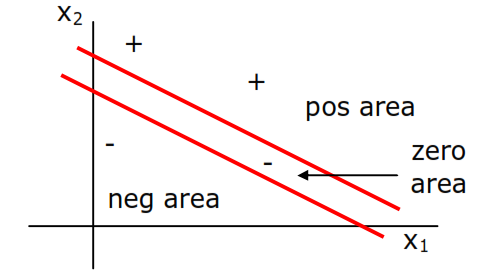 x₂
+
+
pos area
-
-
zero
area
neg area
x₁